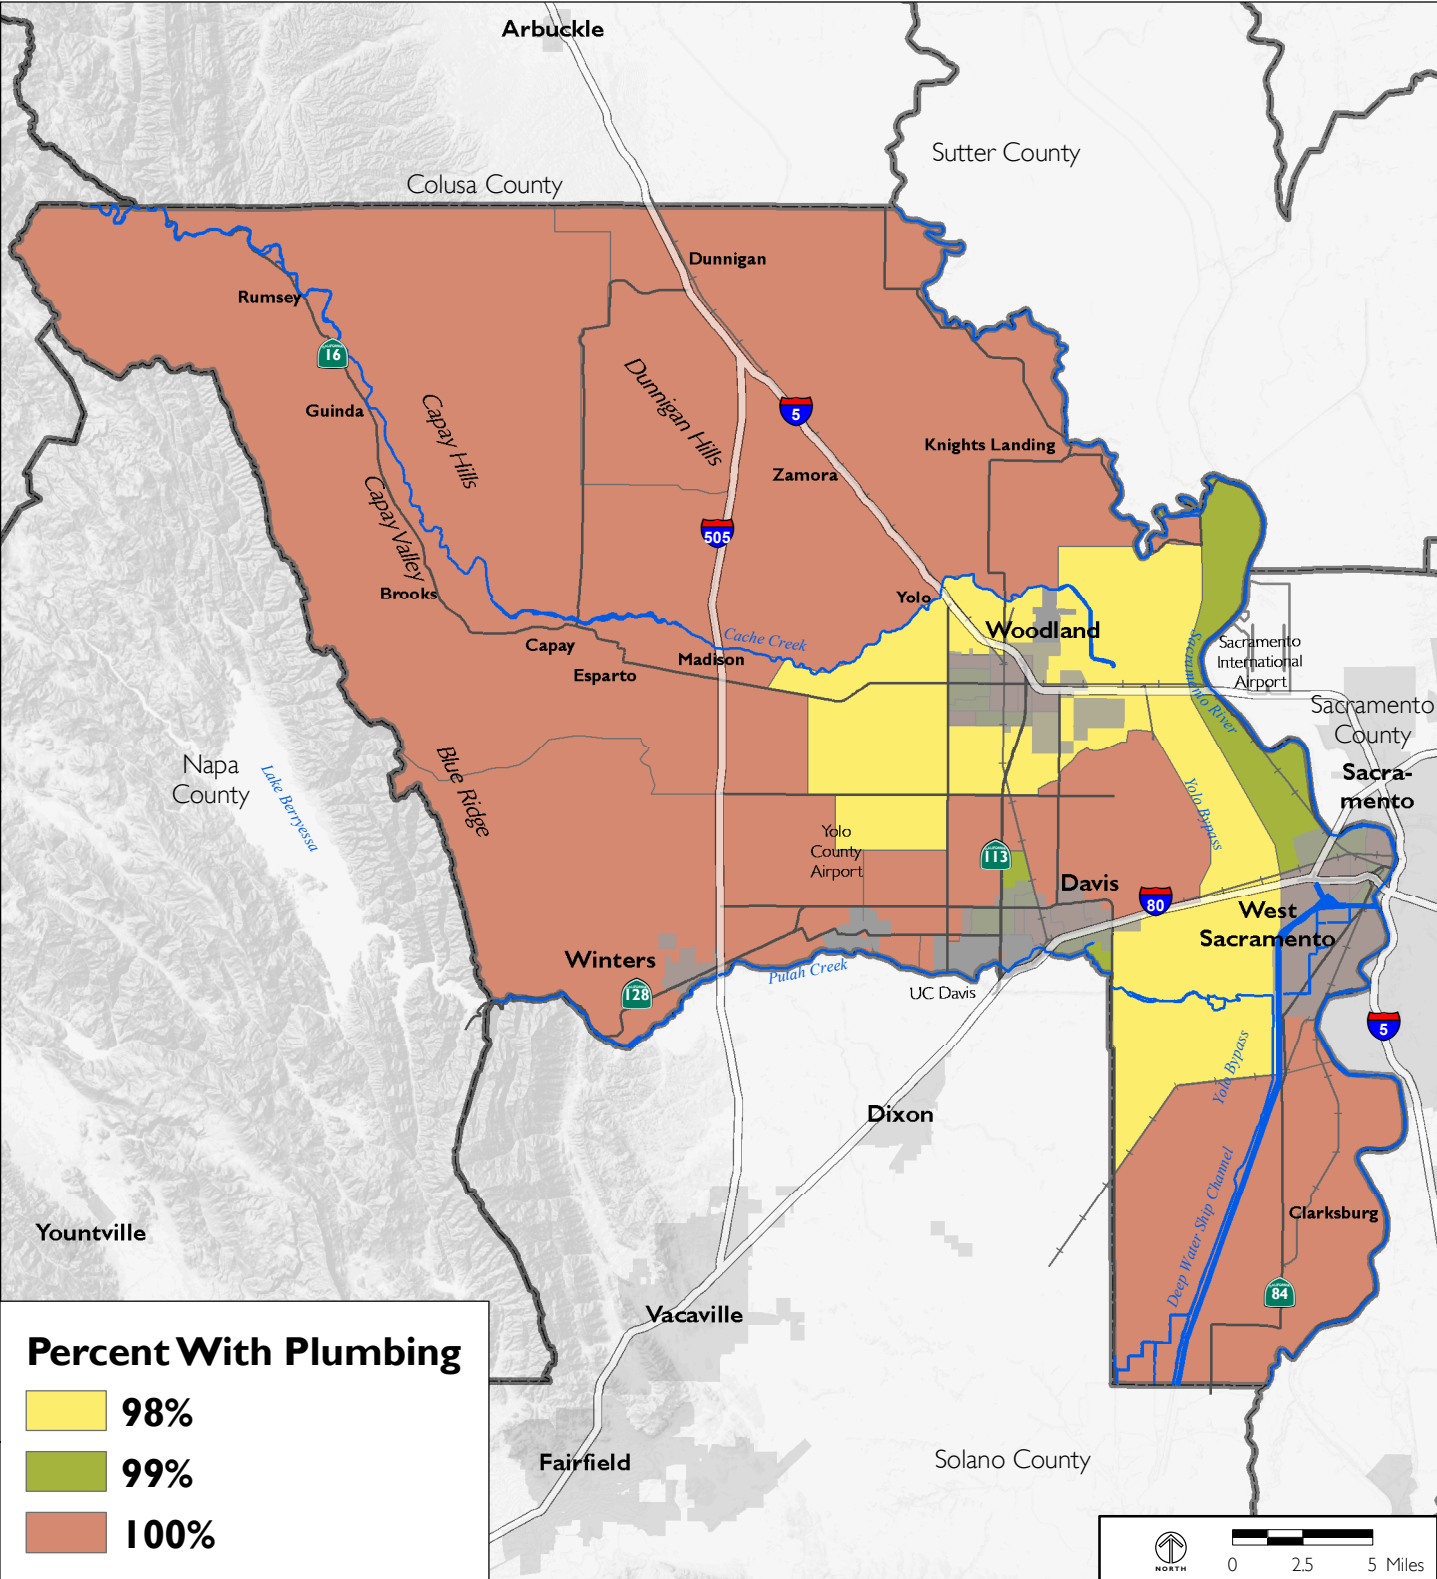 Arbuckle
Sutter County
Colusa County
Dunnigan
Rumsey
CALIFORNIA
16
Guinda
Capay Hills
Dunnigan Hills
5
Knights Landing
Zamora
Capay Valley
505
Brooks
Yolo
Woodland
Cache Creek
Capay
Madison
Esparto
Sacramento River
Sacramento
International
Airport
Sacramento
County
Napa
County
Lake Berryessa
Blue Ridge
Sacra-
mento
Yolo Bypass
Yolo
County
Airport
CALIFORNIA
113
Davis
80
West
Sacramento
Winters
Putah Creek
CALIFORNIA
128
UC Davis
5
Yolo Bypass
Dixon
Deep Water Ship Channel
Clarksburg
Yountville
CALIFORNIA
84
Vacaville
Percent With Plumbing
98%
99%
100%
Fairfield
Solano County
NORTH
0 2.5 5 Miles